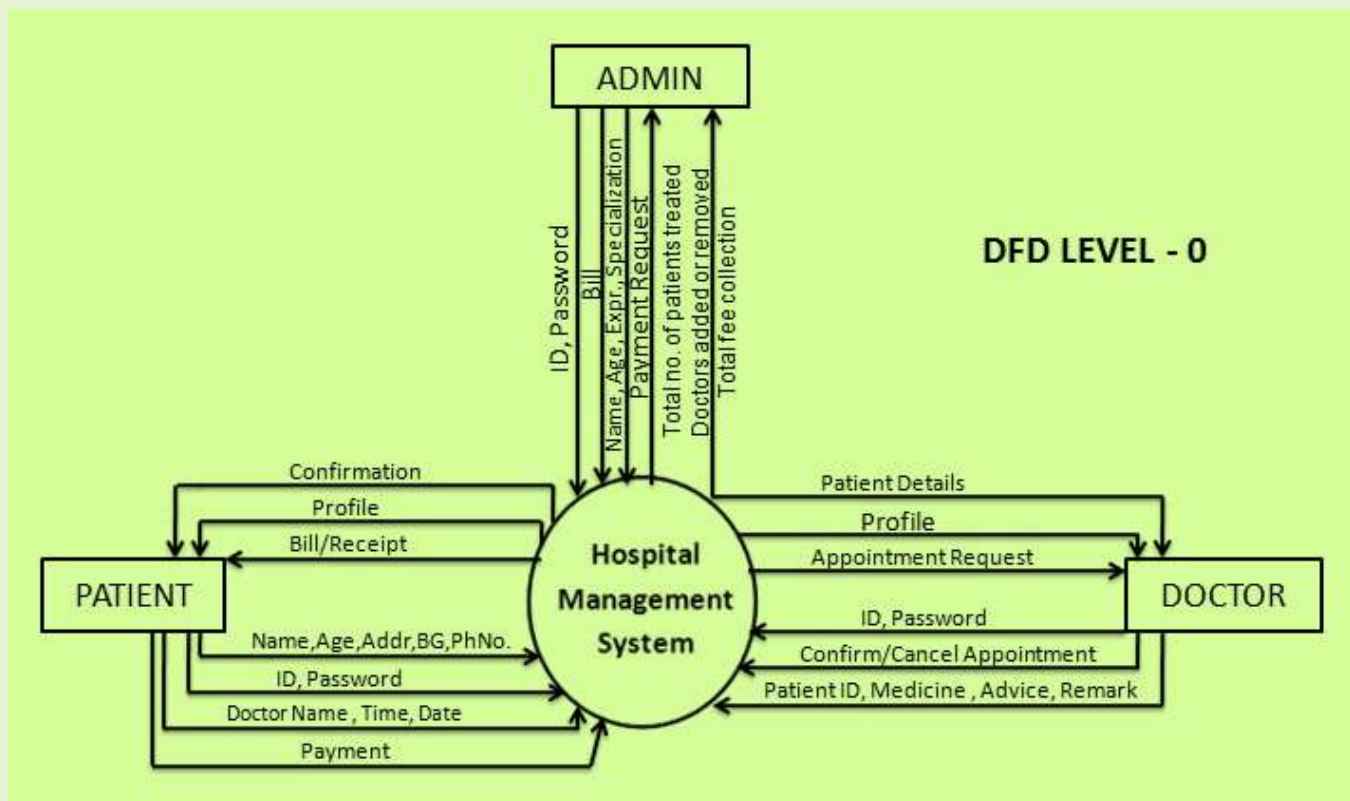 ADMIN
ID, Password
Bill
Name, Age, Expr., Specialization
Payment Request
Total no. of patients treated
Doctors added or removed
Total fee collection
DFD LEVEL - 0
Confirmation
Profile
Bill/Receipt
PATIENT
Name,Age,Addr,BG,PhNo.
ID, Password
Doctor Name , Time, Date
Payment
Hospital
Management
System
Patient Details
Profile
Appointment Request
DOCTOR
ID, Password
Confirm/Cancel Appointment
Patient ID, Medicine , Advice, Remark